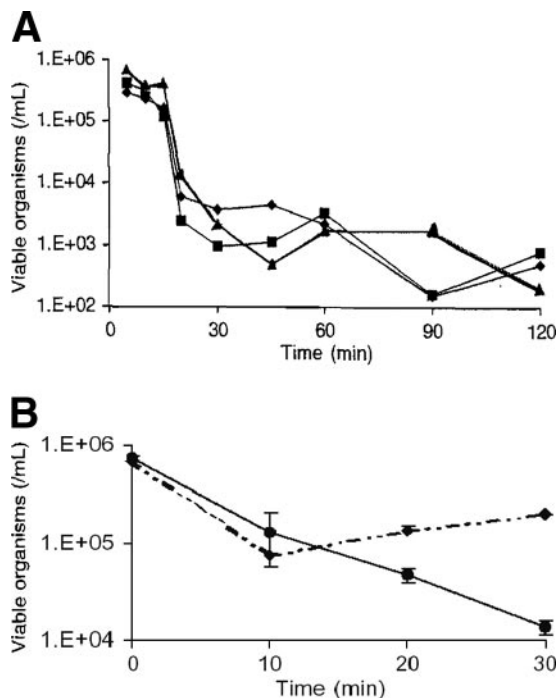 A
Viable organisms (/mL)
1.E+06
1.E+05
1.E+04
1.E+03
1.E+02
0 30 60 90 120
Time (min)
B
Viable organisms (/mL)
1.E+06
1.E+05
1.E+04
0 10 20 30
Time (min)